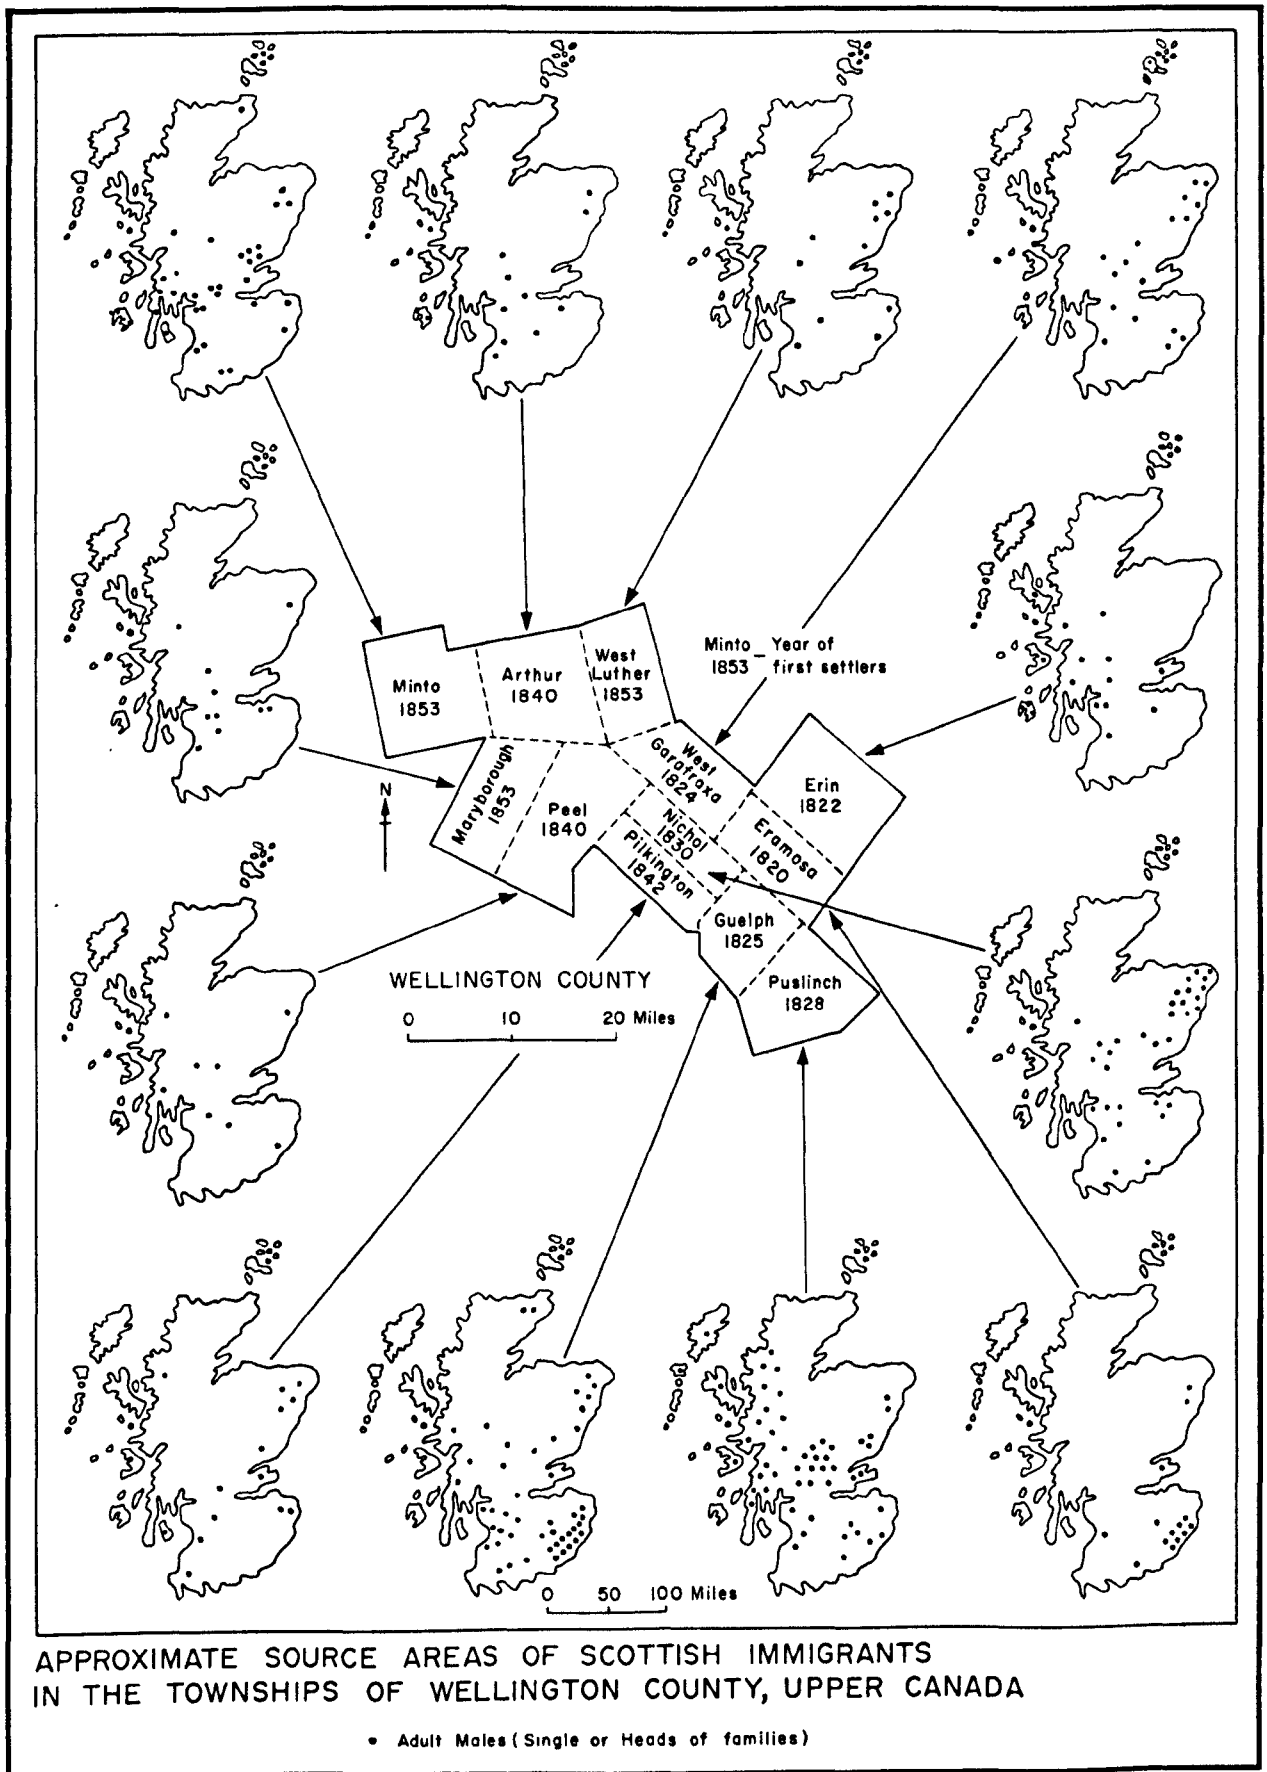 Minto _ Year of
1853 first settlers
Minto
1853
Arthur
1840
West
Luther
1853
West
Garafraxa
1824
Erin
1822
Maryborough
1853
Peel
1840
Nichol
1830
Eramosa
1820
Pilkington
1842
Guelph
1825
Puslinch
1828
N
WELLINGTON COUNTY
0 10 20 Miles
0 50 100 Miles
APPROXIMATE SOURCE AREAS OF SCOTTISH IMMIGRANTS
IN THE TOWNSHIPS OF WELLINGTON COUNTY, UPPER CANADA
• Adult Males (Single or Heads of families)